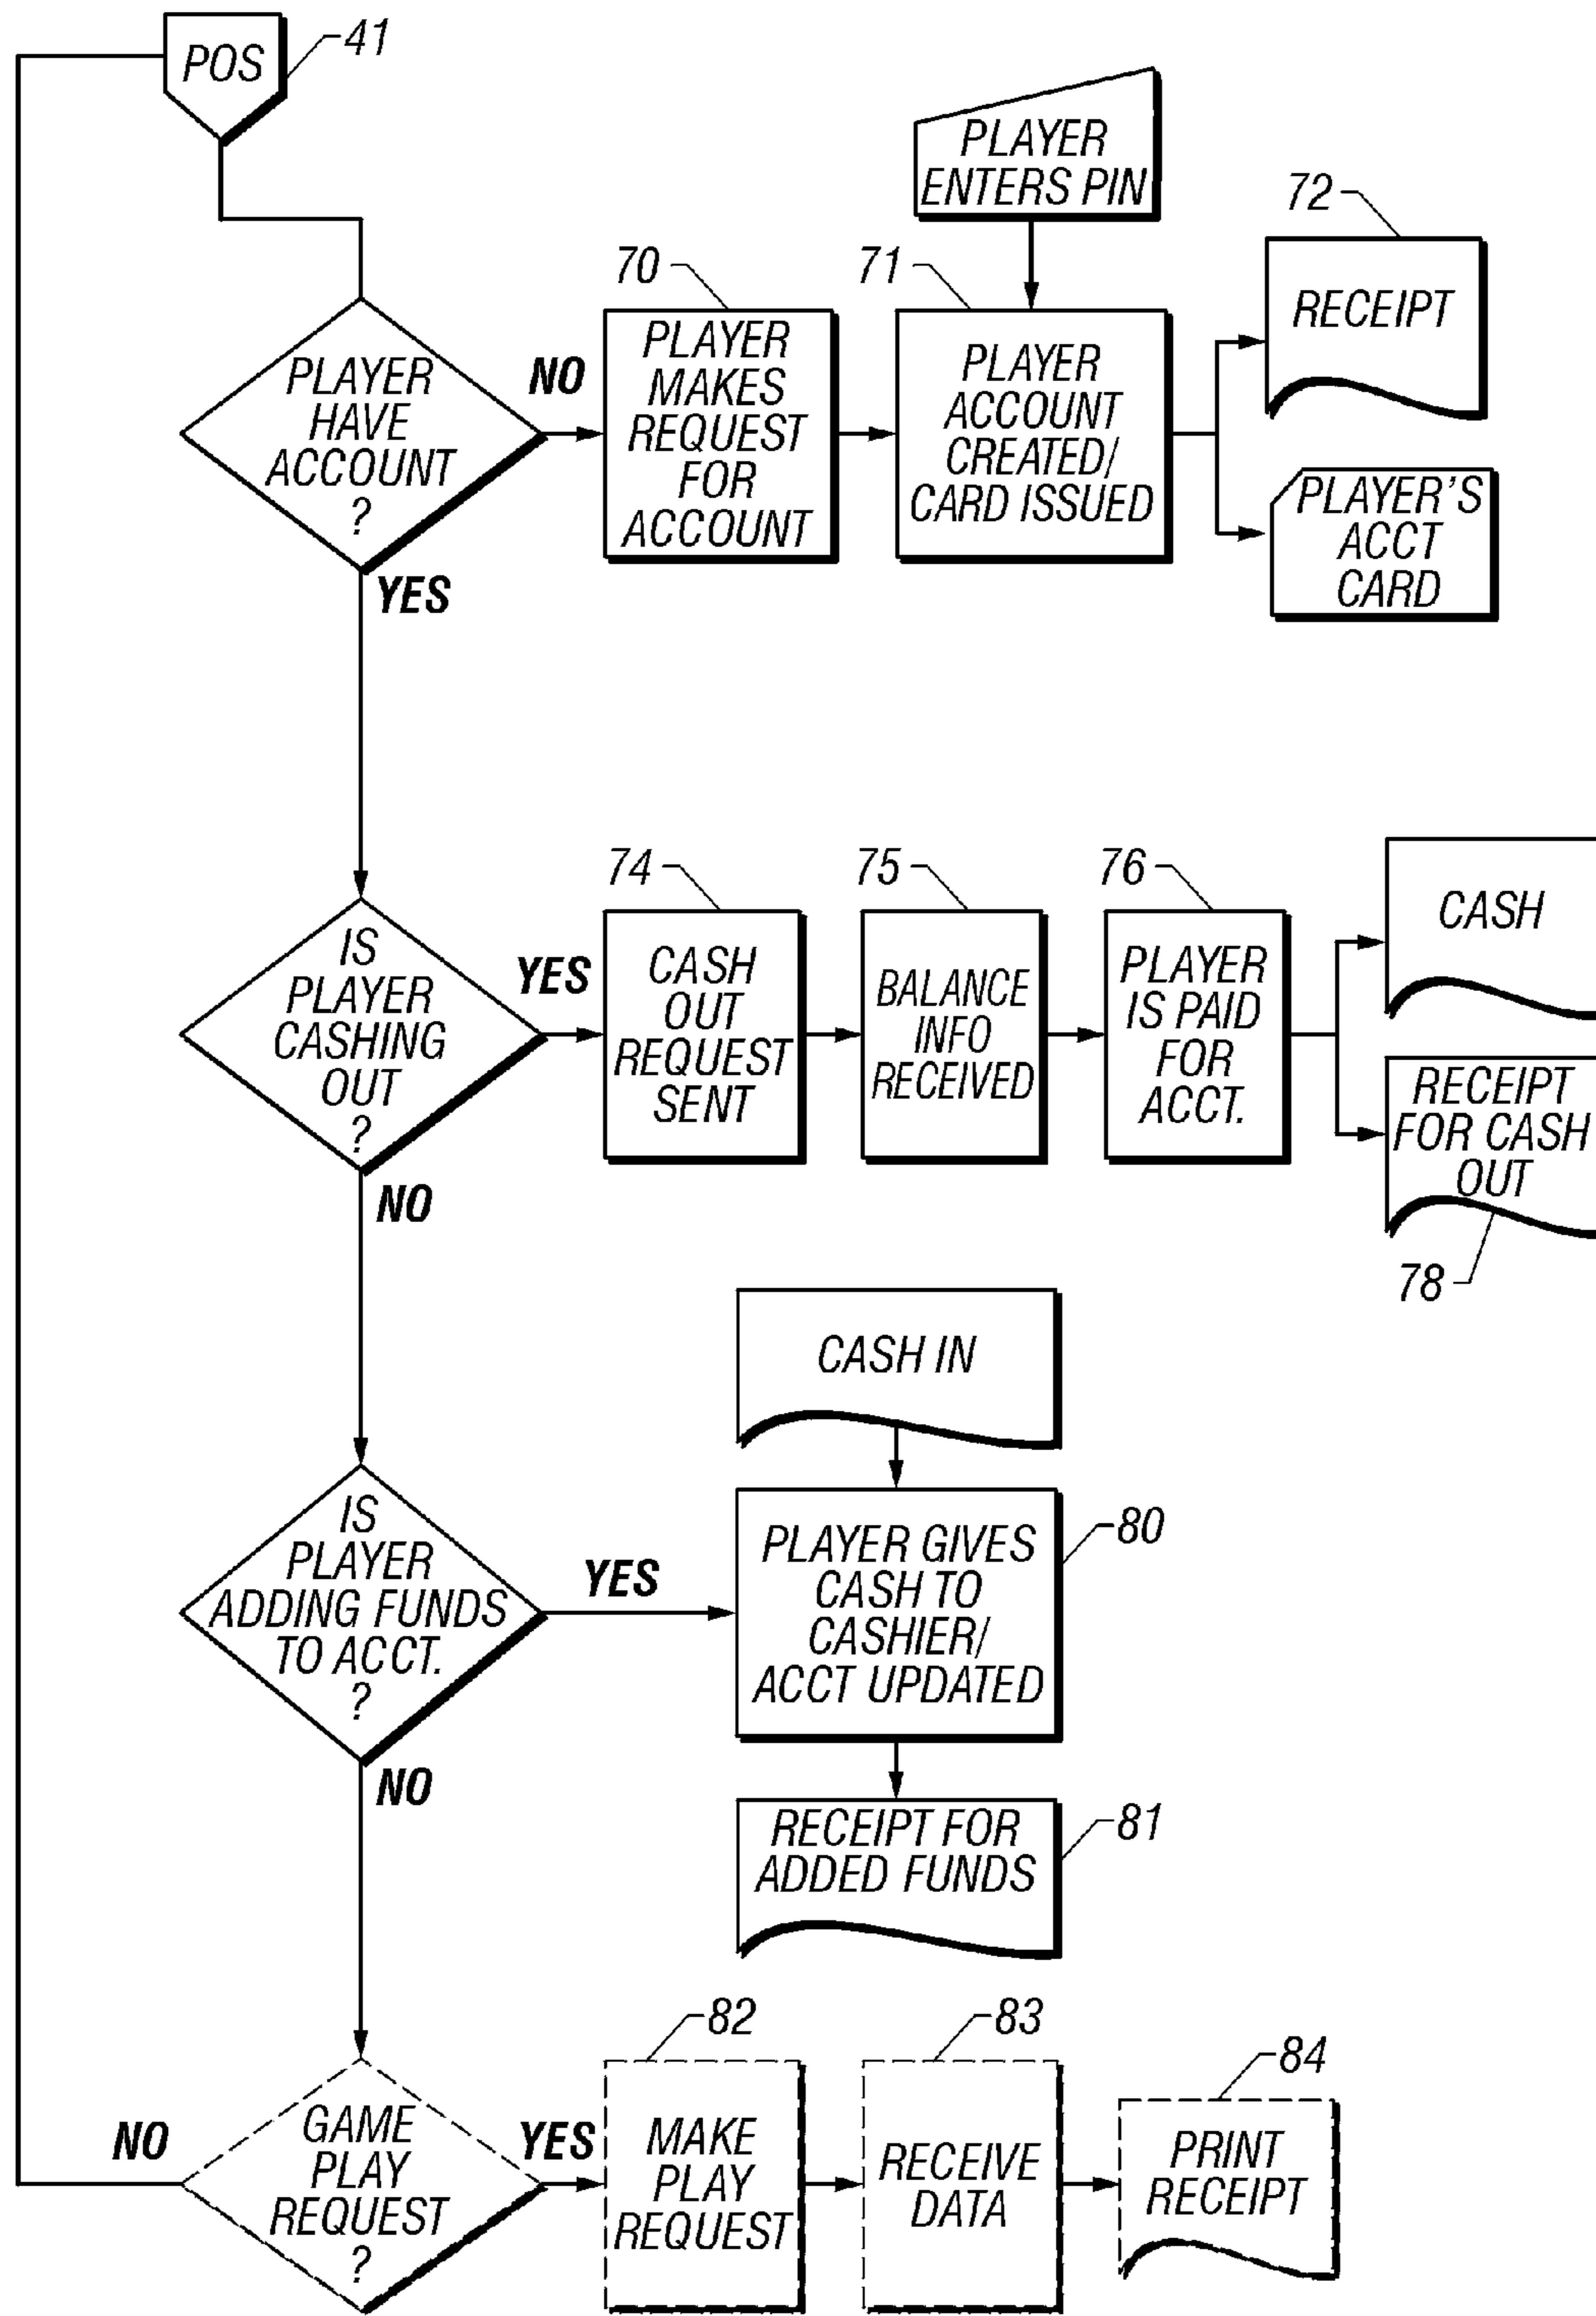 POS
41
PLAYER
ENTERS PIN
72
70
71
RECEIPT
PLAYER
HAVE
ACCOUNT
?
NO
YES
PLAYER
MAKES
REQUEST
FOR
ACCOUNT
PLAYER
ACCOUNT
CREATED/
CARD ISSUED
PLAYER'S
ACCT
CARD
74
75
76
IS
PLAYER
CASHING
OUT
?
YES
NO
CASH
OUT
REQUEST
SENT
BALANCE
INFO
RECEIVED
PLAYER
IS PAID
FOR
ACCT.
CASH
RECEIPT
FOR CASH
OUT
78
CASH IN
IS
PLAYER
ADDING FUNDS
TO ACCT.
?
YES
NO
PLAYER GIVES
CASH TO
CASHIER/
ACCT UPDATED
80
RECEIPT FOR
ADDED FUNDS
81
82
83
84
NO
GAME
PLAY
REQUEST
?
YES
MAKE
PLAY
REQUEST
RECEIVE
DATA
PRINT
RECEIPT